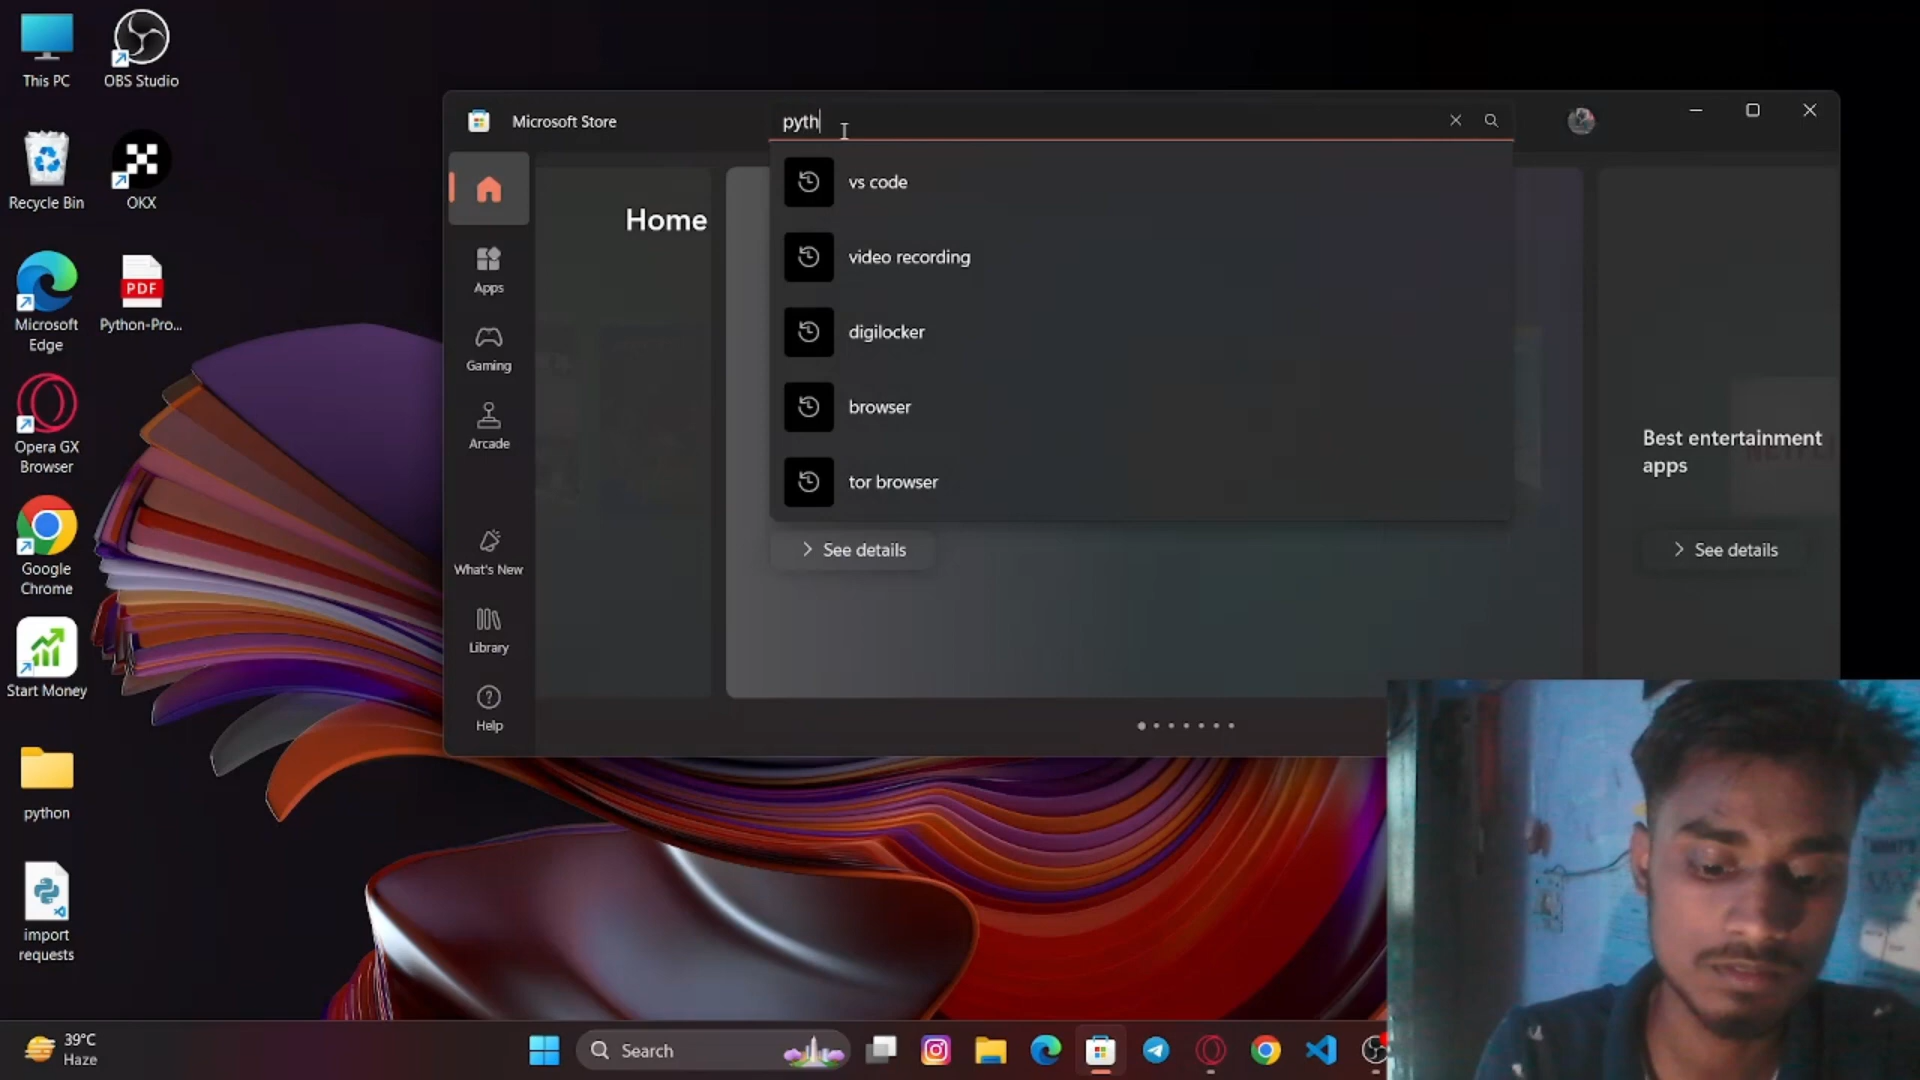 This PC
OBS Studio
Recycle Bin
OKX
Microsoft
Edge
PDF
Python-Pro...
Opera GX
Browser
Google
Chrome
Start Money
python
import
requests
Microsoft Store
pyth
Home
Apps
Gaming
Arcade
What's New
Library
Help
vs code
video recording
digilocker
browser
tor browser
See details
Best entertainment
apps
NETFLIX
See details
39°C
Haze
Search